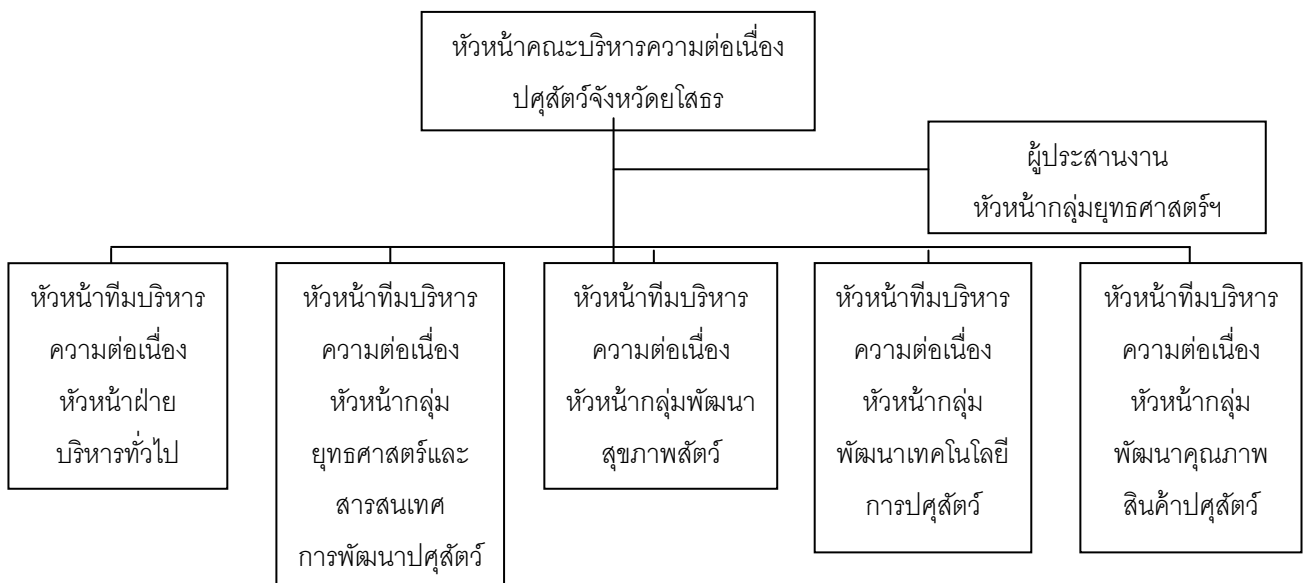 หัวหน้าคณะบริหารความต่อเนื่อง
ปศุสัตว์จังหวัดยโสธร
ผู้ประสานงาน
หัวหน้ากลุ่มยุทธศาสตร์ฯ
หัวหน้าทีมบริหาร
ความต่อเนื่อง
หัวหน้าฝ่าย
บริหารทั่วไป
หัวหน้าทีมบริหาร
ความต่อเนื่อง
หัวหน้ากลุ่ม
ยุทธศาสตร์และ
สารสนเทศ
การพัฒนาปศุสัตว์
หัวหน้าทีมบริหาร
ความต่อเนื่อง
หัวหน้ากลุ่มพัฒนา
สุขภาพสัตว์
หัวหน้าทีมบริหาร
ความต่อเนื่อง
หัวหน้ากลุ่ม
พัฒนาเทคโนโลยี
การปศุสัตว์
หัวหน้าทีมบริหาร
ความต่อเนื่อง
หัวหน้ากลุ่ม
พัฒนาคุณภาพ
สินค้าปศุสัตว์